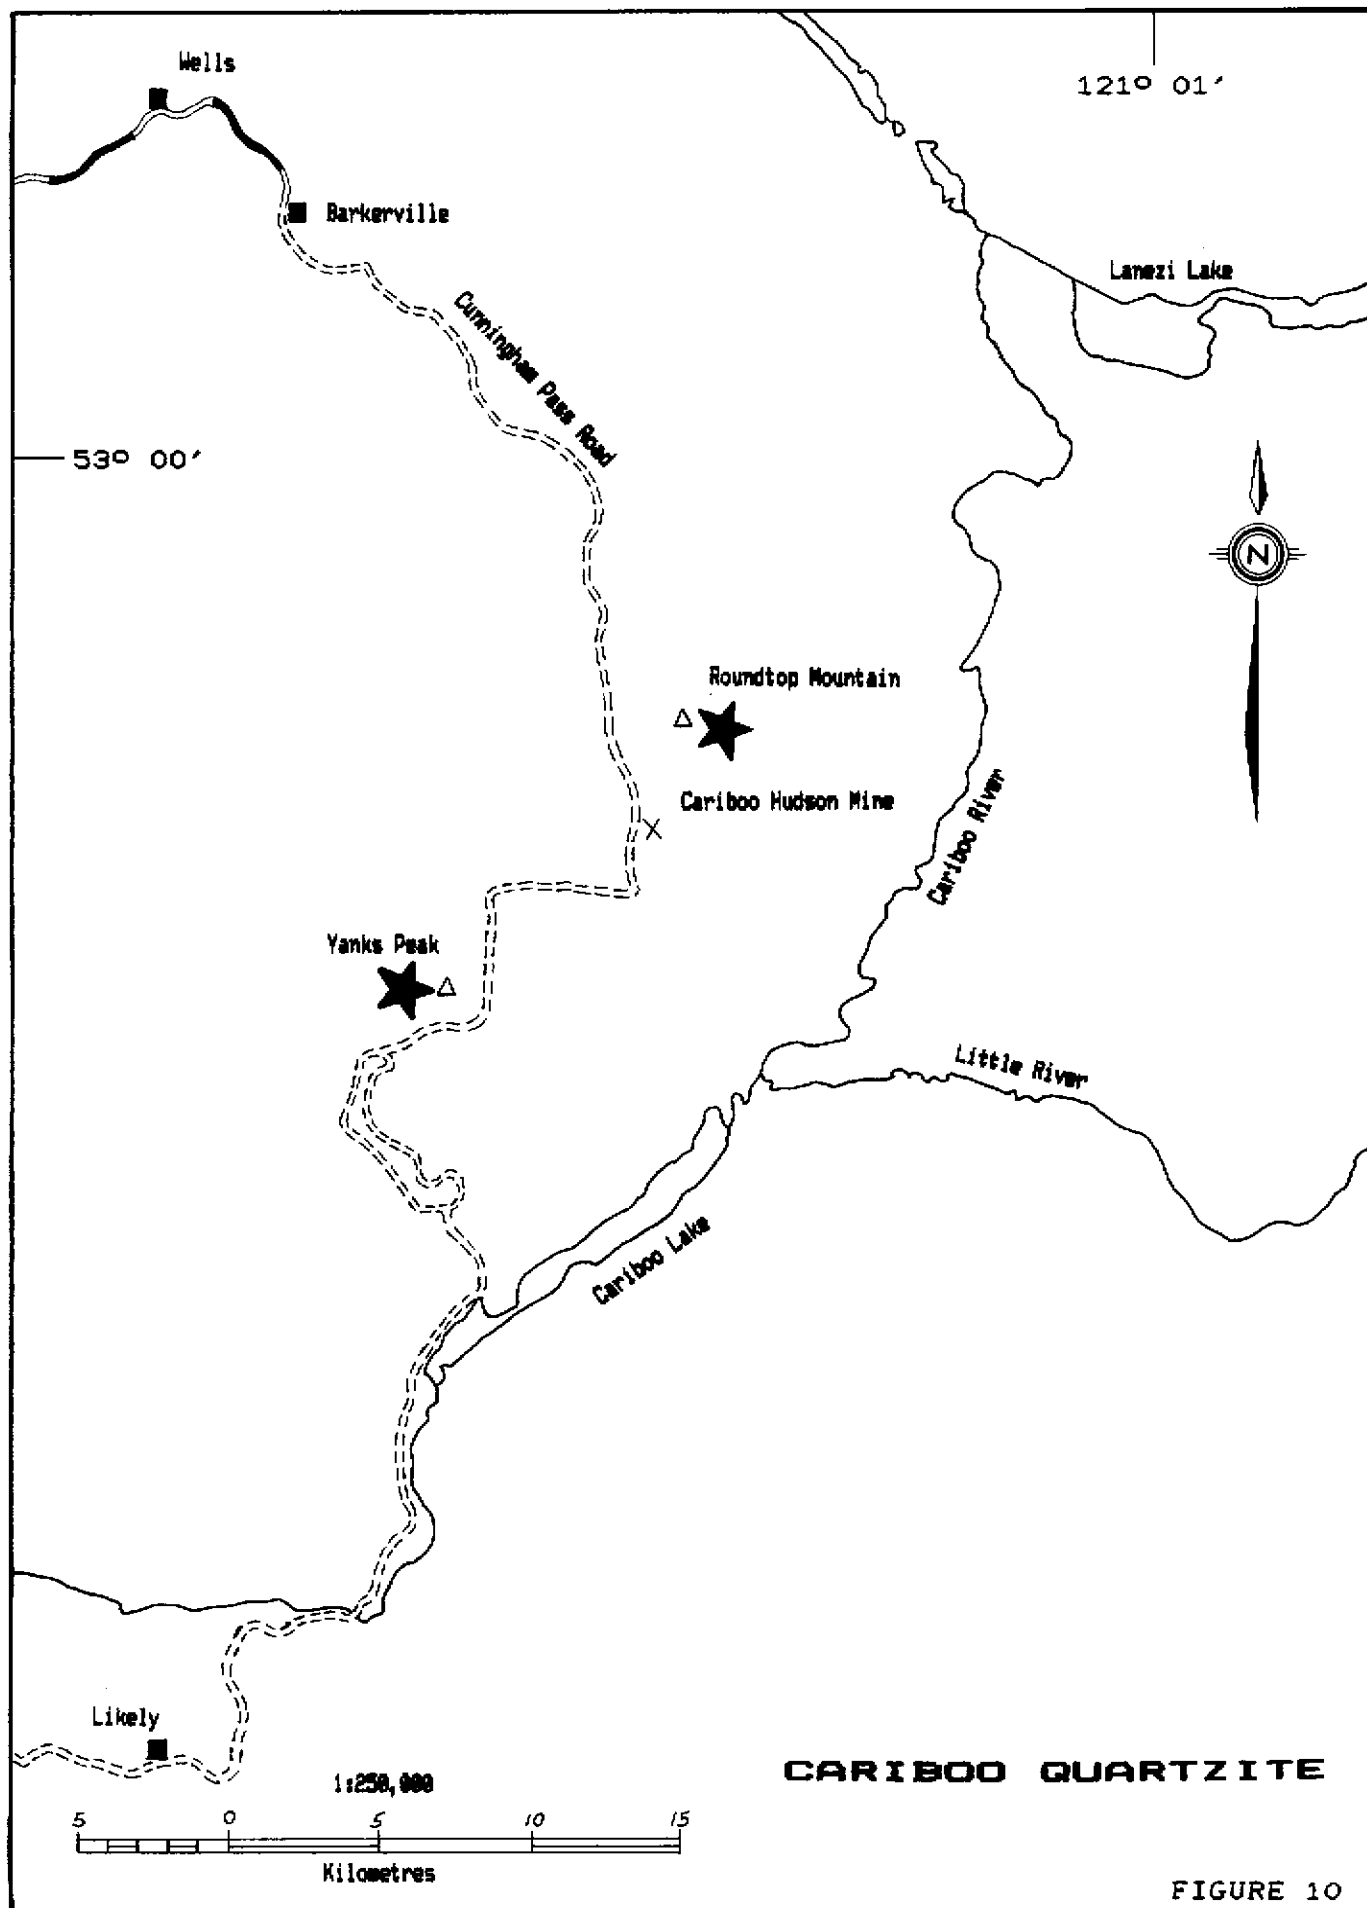 Wells
121° 01′
Barkerville
Lanezi Lake
Cunningham Pass Road
53° 00′
N
Roundtop Mountain
Cariboo Hudson Mine
Cariboo River
Yanks Peak
Little River
Cariboo Lake
Likely
CARIBOO QUARTZITE
1:250,000
5 0 5 10 15
Kilometres
FIGURE 10